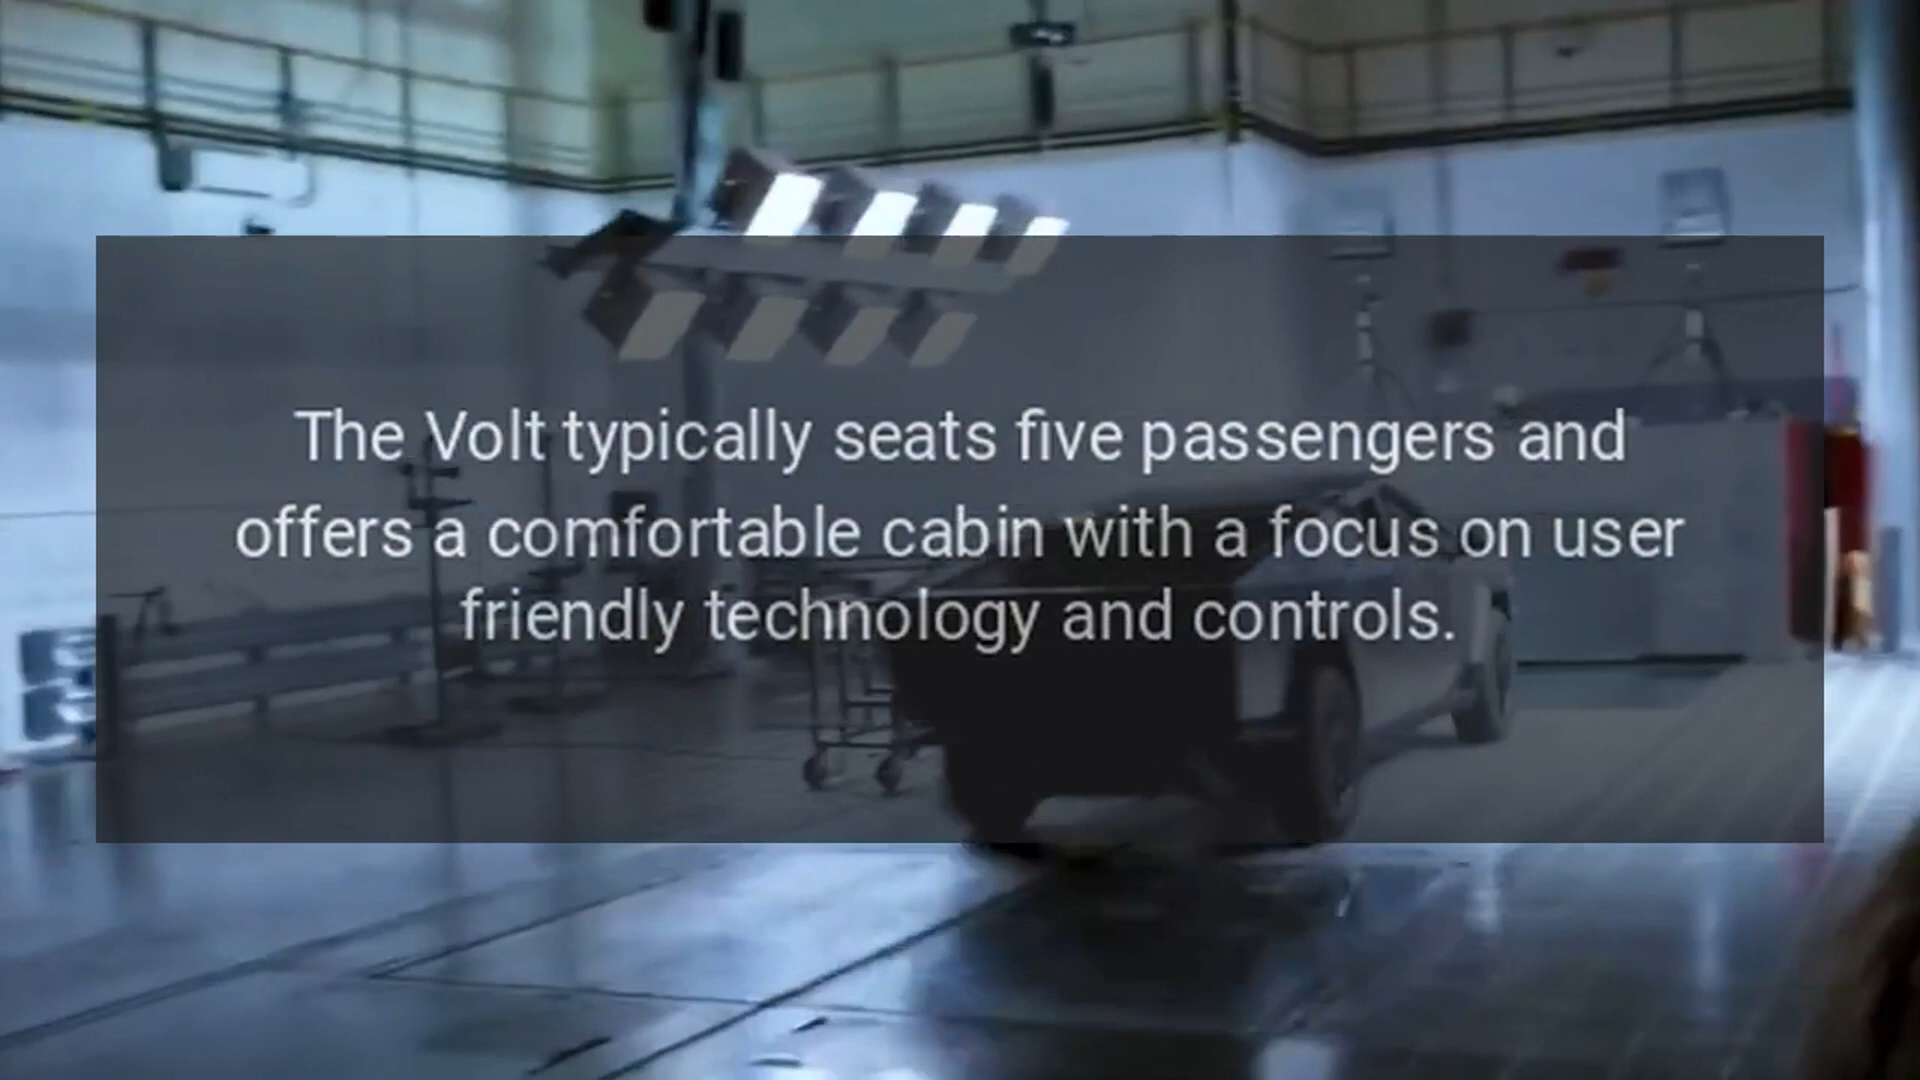 The Volt typically seats five passengers and
offers a comfortable cabin with a focus on user
friendly technology and controls.